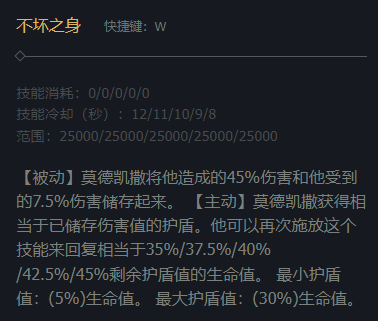 不坏之身 快捷键：W
技能消耗：0/0/0/0/0
技能冷却（秒）：12/11/10/9/8
范围：25000/25000/25000/25000/25000
【被动】莫德凯撒将他造成的45%伤害和他受到
的7.5%伤害储存起来。 【主动】莫德凯撒获得相
当于已储存伤害值的护盾。他可以再次施放这个
技能来回复相当于35%/37.5%/40%
/42.5%/45%剩余护盾值的生命值。 最小护盾
值：(5%)生命值。 最大护盾值：(30%)生命值。